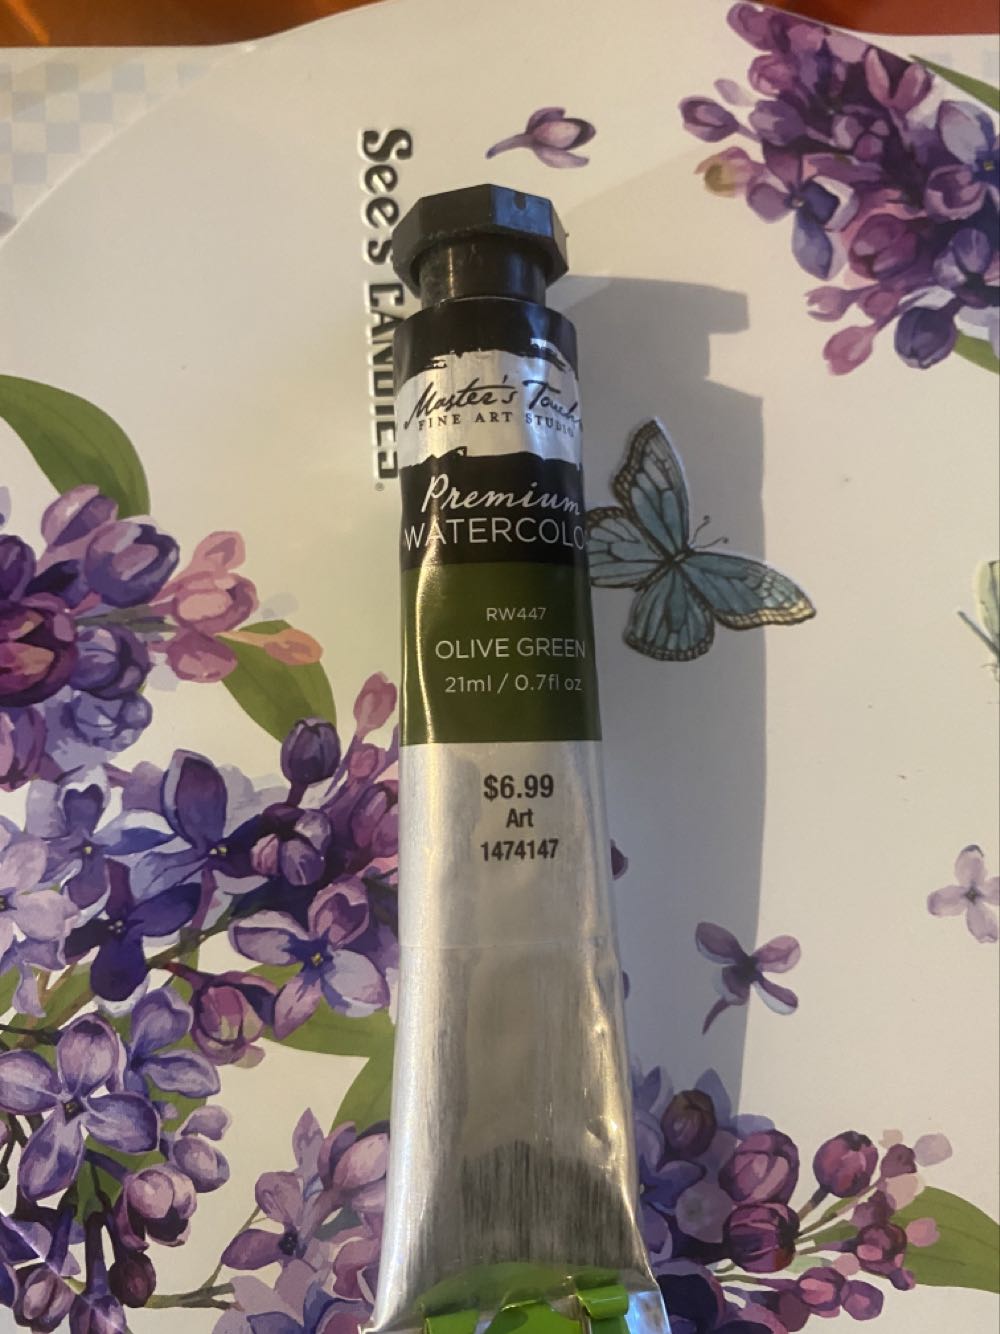 See's CANDIES®
Master's Touch
FINE ART STUDIO
Premium
WATERCOLO
RW447
OLIVE GREEN
21ml / 0.7fl oz
$6.99
Art
1474147